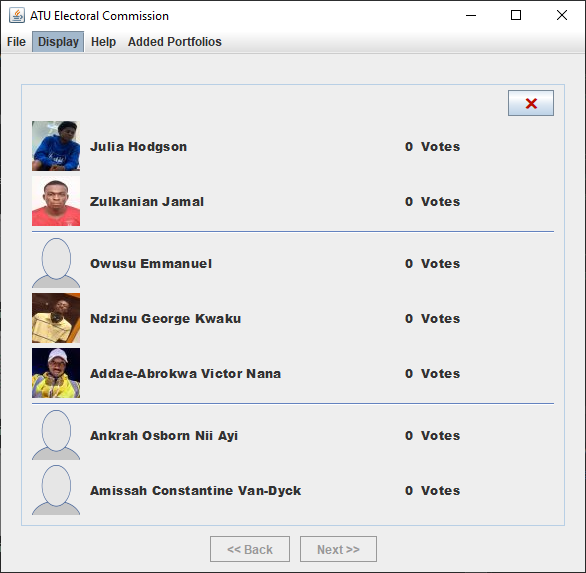 ATU Electoral Commission
File Display Help Added Portfolios
Julia Hodgson 0 Votes
Zulkanian Jamal 0 Votes
Owusu Emmanuel 0 Votes
Ndzinu George Kwaku 0 Votes
Addae-Abrokwa Victor Nana 0 Votes
Ankrah Osborn Nii Ayi 0 Votes
Amissah Constantine Van-Dyck 0 Votes
<< Back Next >>